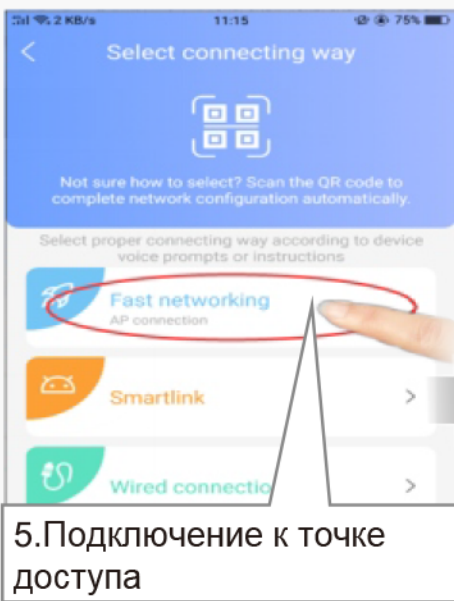 2 KB/s 11:15 75%
Select connecting way
Not sure how to select? Scan the QR code to
complete network configuration automatically.
Select proper connecting way according to device
voice prompts or instructions
Fast networking
AP connection
Smartlink
Wired connectio
5.Подключение к точке
доступа